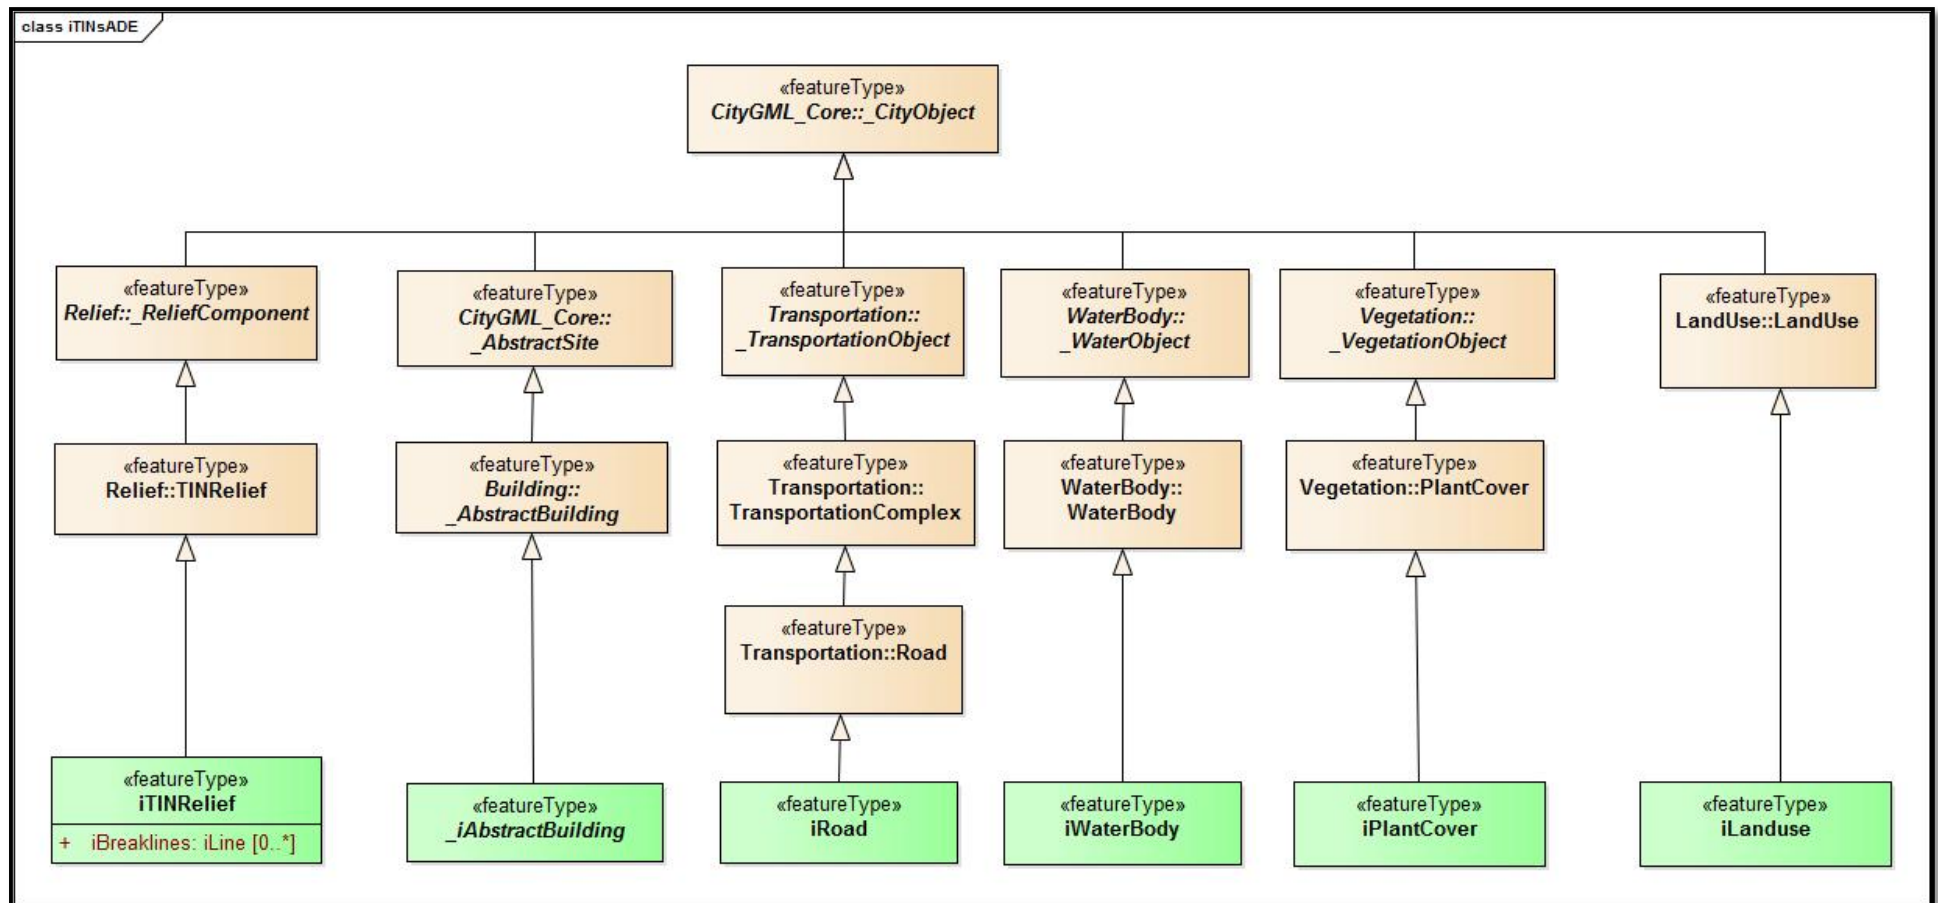 class iTINsADE
«featureType»
CityGML_Core::_CityObject
«featureType»
Relief::_ReliefComponent
«featureType»
CityGML_Core::
_AbstractSite
«featureType»
Transportation::
_TransportationObject
«featureType»
WaterBody::
_WaterObject
«featureType»
Vegetation::
_VegetationObject
«featureType»
LandUse::LandUse
«featureType»
Relief::TINRelief
«featureType»
Building::
_AbstractBuilding
«featureType»
Transportation::
TransportationComplex
«featureType»
WaterBody::
WaterBody
«featureType»
Vegetation::PlantCover
«featureType»
Transportation::Road
«featureType»
iTINRelief
+ iBreaklines: iLine [0..*]
«featureType»
_iAbstractBuilding
«featureType»
iRoad
«featureType»
iWaterBody
«featureType»
iPlantCover
«featureType»
iLanduse